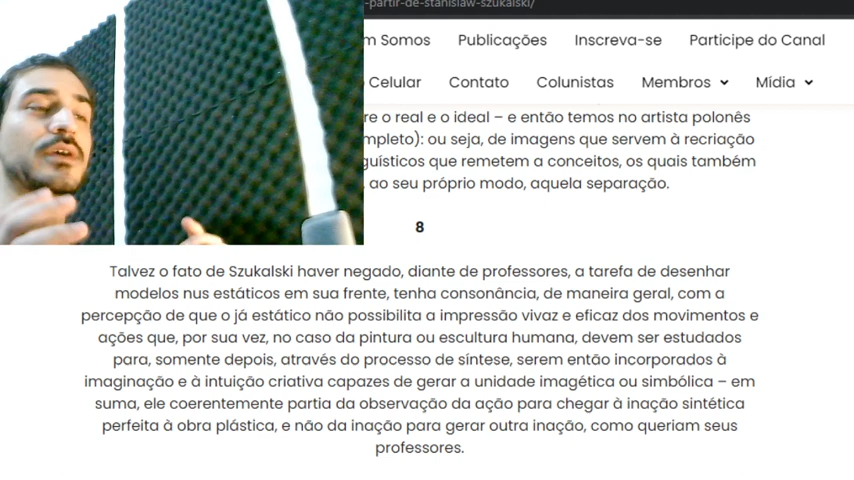 -partir-de-stanislaw-szukalski/
m Somos Publicações Inscreva-se Participe do Canal
Celular Contato Colunistas Membros Mídia
re o real e o ideal – e então temos no artista polonês
mpleto): ou seja, de imagens que servem à recriação
guísticos que remetem a conceitos, os quais também
ao seu próprio modo, aquela separação.
8
Talvez o fato de Szukalski haver negado, diante de professores, a tarefa de desenhar
modelos nus estáticos em sua frente, tenha consonância, de maneira geral, com a
percepção de que o já estático não possibilita a impressão vivaz e eficaz dos movimentos e
ações que, por sua vez, no caso da pintura ou escultura humana, devem ser estudados
para, somente depois, através do processo de síntese, serem então incorporados à
imaginação e à intuição criativa capazes de gerar a unidade imagética ou simbólica – em
suma, ele coerentemente partia da observação da ação para chegar à inação sintética
perfeita à obra plástica, e não da inação para gerar outra inação, como queriam seus
professores.